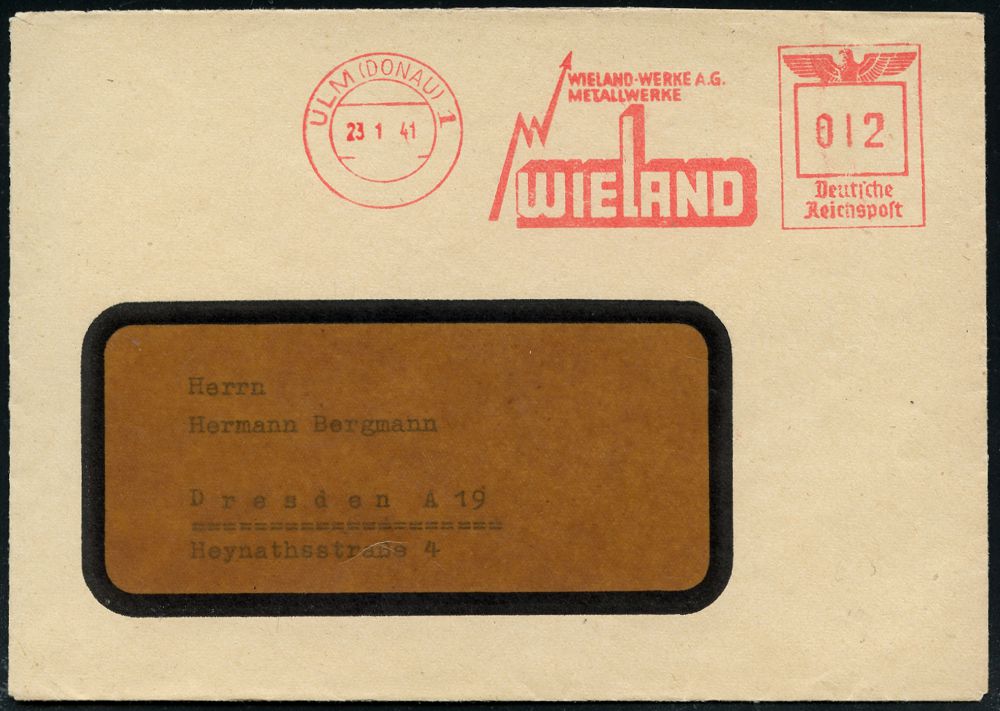 ULM (DONAU) 1
23 1 41
WIELAND-WERKE A.G.
METALLWERKE
WIELAND
012
Deutsche
Reichspost
Herrn
Hermann Bergmann
Dresden A 19
====================
Heynathsstraße 4